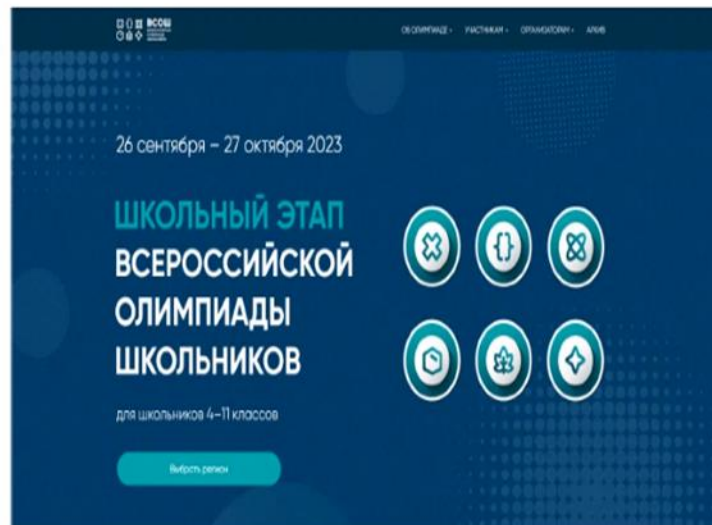 ВСОШ
ОБ ОЛИМПИАДЕ УЧАСТНИКАМ ОРГАНИЗАТОРАМ АРХИВ
26 сентября – 27 октября 2023
ШКОЛЬНЫЙ ЭТАП
ВСЕРОССИЙСКОЙ
ОЛИМПИАДЫ
ШКОЛЬНИКОВ
для школьников 4–11 классов
Выбрать регион